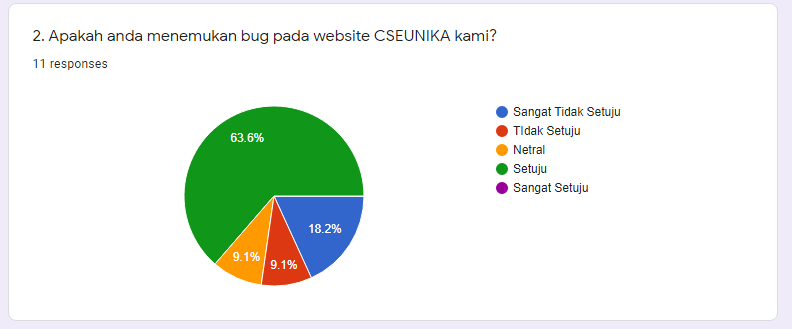 2. Apakah anda menemukan bug pada website CSEUNIKA kami?
11 responses
63.6%
18.2%
9.1%
9.1%
Sangat Tidak Setuju
TIdak Setuju
Netral
Setuju
Sangat Setuju